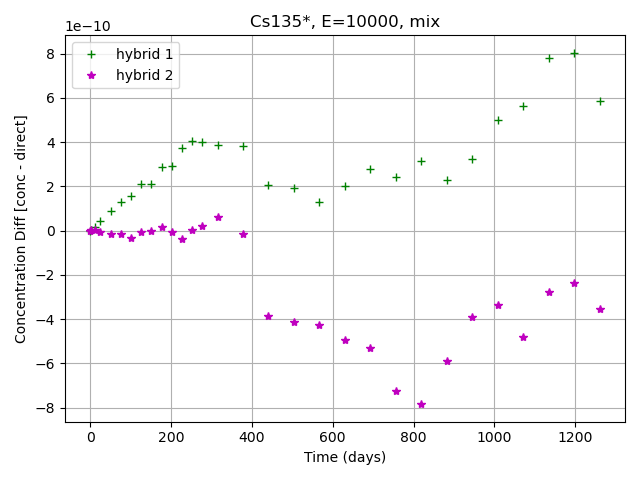 Cs135*, E=10000, mix
1e−10
hybrid 1
hybrid 2
8
6
4
2
0
−2
−4
−6
−8
Concentration Diff [conc - direct]
0 200 400 600 800 1000 1200
Time (days)